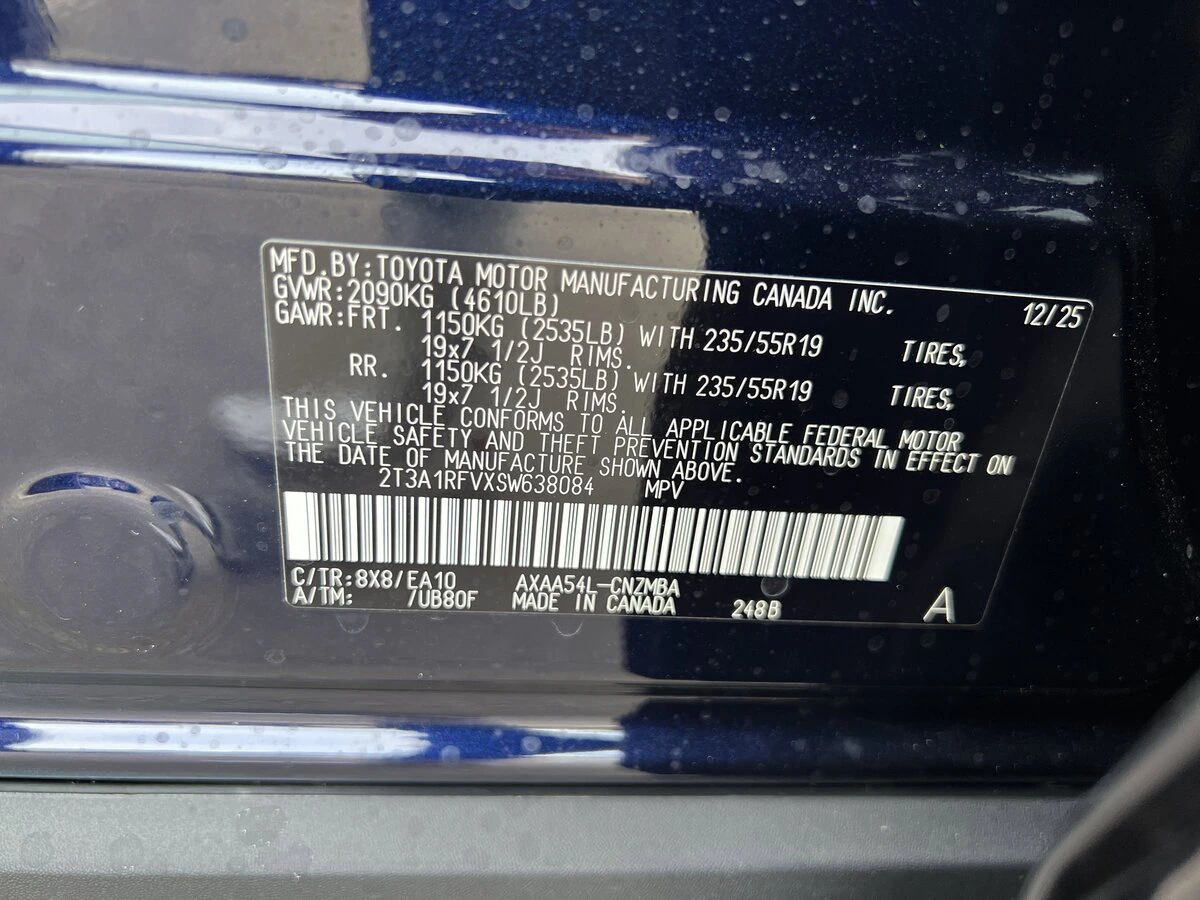 MFD.BY:TOYOTA MOTOR MANUFACTURING CANADA INC. 12/25
GVWR:2090KG (4610LB)
GAWR:FRT. 1150KG (2535LB) WITH 235/55R19 TIRES,
19x7 1/2J RIMS.
RR. 1150KG (2535LB) WITH 235/55R19 TIRES,
19x7 1/2J RIMS.
THIS VEHICLE CONFORMS TO ALL APPLICABLE FEDERAL MOTOR
VEHICLE SAFETY AND THEFT PREVENTION STANDARDS IN EFFECT ON
THE DATE OF MANUFACTURE SHOWN ABOVE.
2T3A1RFVXSW638084 MPV
C/TR:8X8/EA10 AXAA54L-CNZMBA
A/TM: /UB80F MADE IN CANADA 248B A